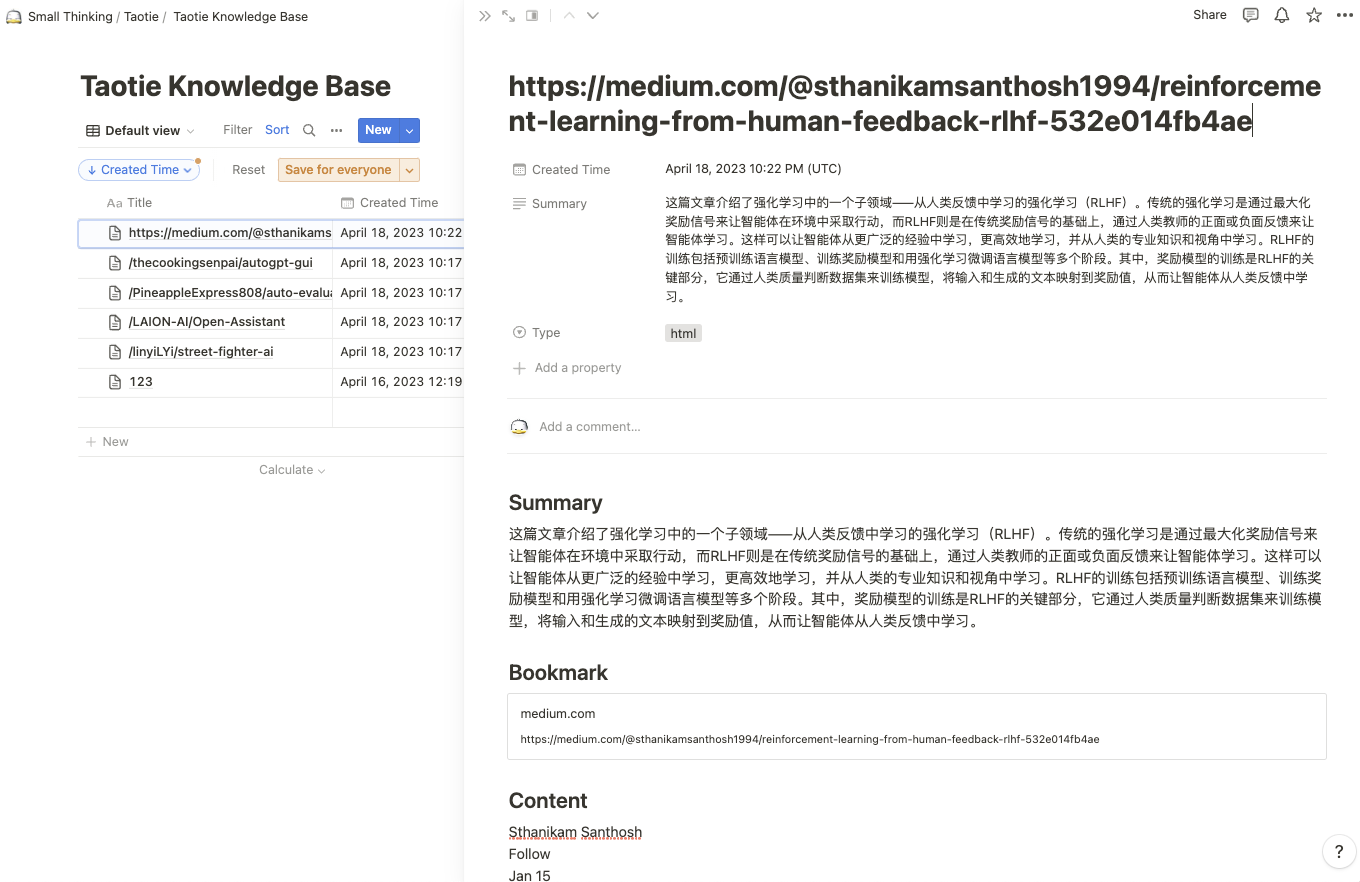 Small Thinking / Taotie / Taotie Knowledge Base
Share
Taotie Knowledge Base
Default view
Filter
Sort
New
Created Time
Reset
Save for everyone
Aa Title
Created Time
https://medium.com/@sthanikams
April 18, 2023 10:22
/thecookingsenpai/autogpt-gui
April 18, 2023 10:17
/PineappleExpress808/auto-evalua
April 18, 2023 10:17
/LAION-AI/Open-Assistant
April 18, 2023 10:17
/linyiLYi/street-fighter-ai
April 18, 2023 10:17
123
April 16, 2023 12:19
New
Calculate
https://medium.com/@sthanikamsanthosh1994/reinforceme
nt-learning-from-human-feedback-rlhf-532e014fb4ae
Created Time
April 18, 2023 10:22 PM (UTC)
Summary
这篇文章介绍了强化学习中的一个子领域——从人类反馈中学习的强化学习（RLHF）。传统的强化学习是通过最大化
奖励信号来让智能体在环境中采取行动，而RLHF则是在传统奖励信号的基础上，通过人类教师的正面或负面反馈来让
智能体学习。这样可以让智能体从更广泛的经验中学习，更高效地学习，并从人类的专业知识和视角中学习。RLHF的
训练包括预训练语言模型、训练奖励模型和用强化学习微调语言模型等多个阶段。其中，奖励模型的训练是RLHF的关
键部分，它通过人类质量判断数据集来训练模型，将输入和生成的文本映射到奖励值，从而让智能体从人类反馈中学
习。
Type
html
Add a property
Add a comment…
Summary
这篇文章介绍了强化学习中的一个子领域——从人类反馈中学习的强化学习（RLHF）。传统的强化学习是通过最大化奖励信号来
让智能体在环境中采取行动，而RLHF则是在传统奖励信号的基础上，通过人类教师的正面或负面反馈来让智能体学习。这样可以
让智能体从更广泛的经验中学习，更高效地学习，并从人类的专业知识和视角中学习。RLHF的训练包括预训练语言模型、训练奖
励模型和用强化学习微调语言模型等多个阶段。其中，奖励模型的训练是RLHF的关键部分，它通过人类质量判断数据集来训练模
型，将输入和生成的文本映射到奖励值，从而让智能体从人类反馈中学习。
Bookmark
medium.com
https://medium.com/@sthanikamsanthosh1994/reinforcement-learning-from-human-feedback-rlhf-532e014fb4ae
Content
Sthanikam Santhosh
Follow
Jan 15
?